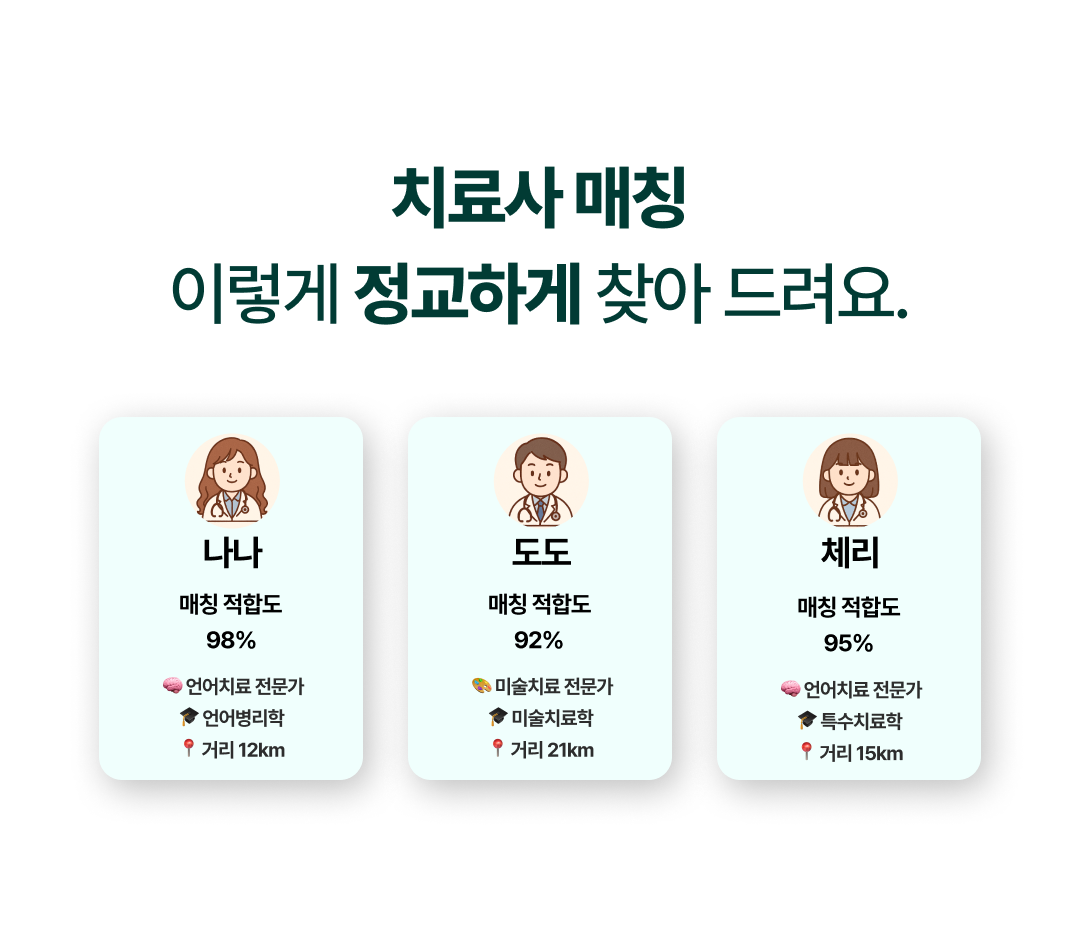 치료사 매칭
이렇게 정교하게 찾아 드려요.
나나
매칭 적합도
98%
🧠 언어치료 전문가
🎓 언어병리학
📍 거리 12km
도도
매칭 적합도
92%
🎨 미술치료 전문가
🎓 미술치료학
📍 거리 21km
체리
매칭 적합도
95%
🧠 언어치료 전문가
🎓 특수치료학
📍 거리 15km